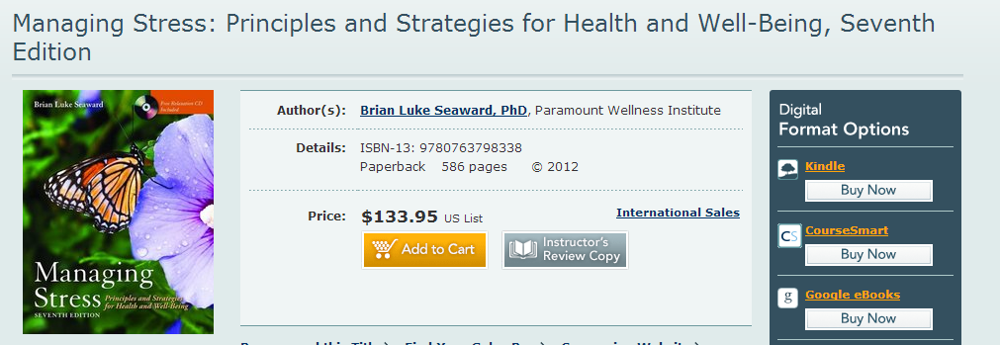 Managing Stress: Principles and Strategies for Health and Well-Being, Seventh
Edition
Brian Luke Seaward
Free Relaxation CD
Included
Managing
Stress
Principles and Strategies
for Health and Well-Being
SEVENTH EDITION
Author(s): Brian Luke Seaward, PhD, Paramount Wellness Institute
Details: ISBN-13: 9780763798338
Paperback 586 pages © 2012
Price: $133.95 US List International Sales
Add to Cart
Instructor's
Review Copy
Digital
Format Options
Kindle
Buy Now
CS CourseSmart
Buy Now
g Google eBooks
Buy Now